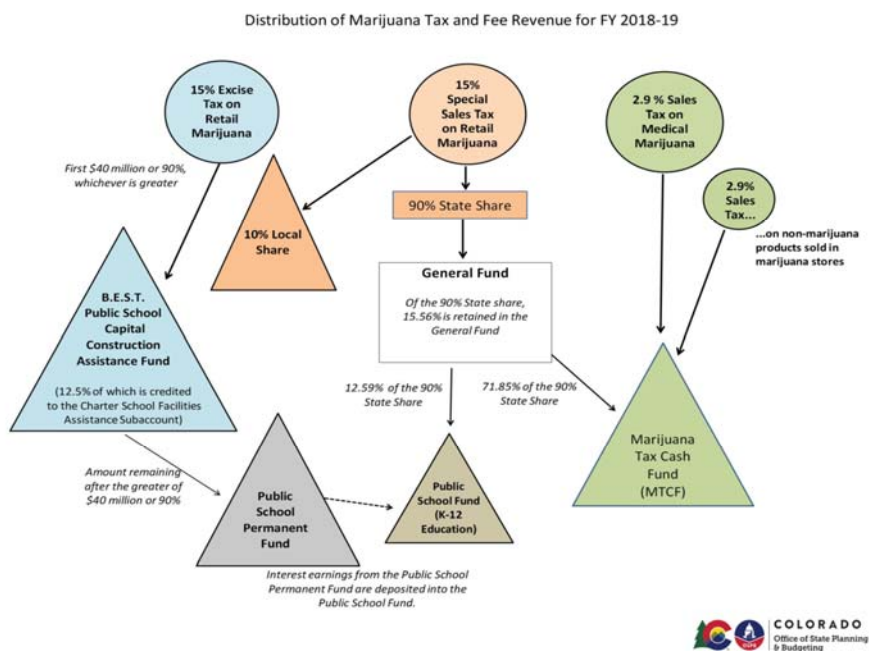 Distribution of Marijuana Tax and Fee Revenue for FY 2018-19
15% Excise
Tax on
Retail
Marijuana
15%
Special
Sales Tax
on Retail
Marijuana
2.9 % Sales
Tax on
Medical
Marijuana
2.9%
Sales
Tax...
...on non-marijuana
products sold in
marijuana stores
First $40 million or 90%,
whichever is greater
10% Local
Share
90% State Share
General Fund
Of the 90% State share,
15.56% is retained in the
General Fund
B.E.S.T.
Public School
Capital
Construction
Assistance Fund
(12.5% of which is credited
to the Charter School Facilities
Assistance Subaccount)
12.59% of the 90%
State Share
71.85% of the 90%
State Share
Marijuana
Tax Cash
Fund
(MTCF)
Amount remaining
after the greater of
$40 million or 90%
Public
School
Permanent
Fund
Public
School Fund
(K-12
Education)
Interest earnings from the Public School
Permanent Fund are deposited into the
Public School Fund.
COLORADO
Office of State Planning
& Budgeting